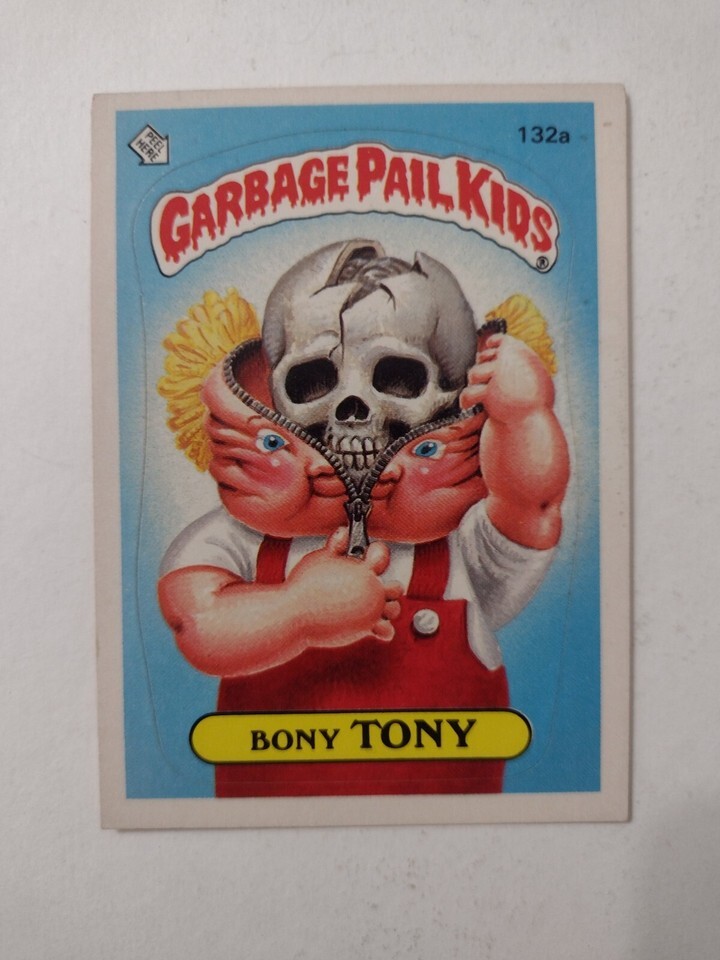 PEEL
HERE
132a
GARBAGE PAIL KIDS
®
BONY TONY